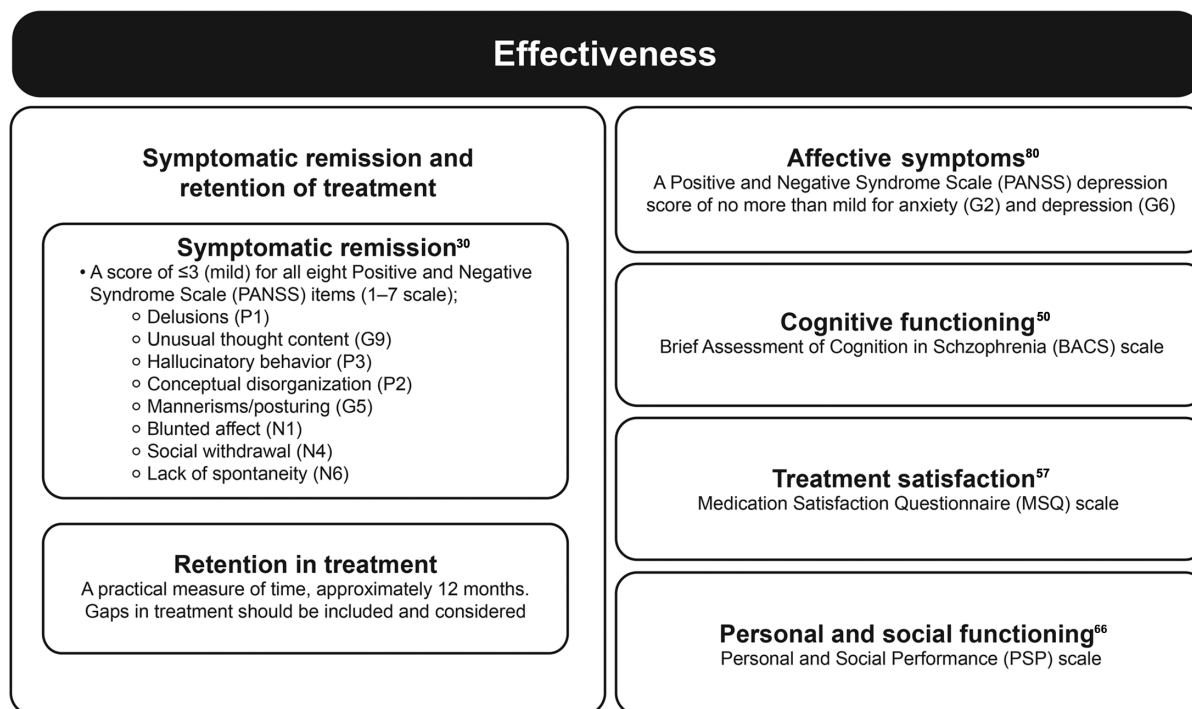 Effectiveness
Symptomatic remission and
retention of treatment
Symptomatic remission³⁰
• A score of ≤3 (mild) for all eight Positive and Negative
Syndrome Scale (PANSS) items (1–7 scale);
○ Delusions (P1)
○ Unusual thought content (G9)
○ Hallucinatory behavior (P3)
○ Conceptual disorganization (P2)
○ Mannerisms/posturing (G5)
○ Blunted affect (N1)
○ Social withdrawal (N4)
○ Lack of spontaneity (N6)
Retention in treatment
A practical measure of time, approximately 12 months.
Gaps in treatment should be included and considered
Affective symptoms⁸⁰
A Positive and Negative Syndrome Scale (PANSS) depression
score of no more than mild for anxiety (G2) and depression (G6)
Cognitive functioning⁵⁰
Brief Assessment of Cognition in Schzophrenia (BACS) scale
Treatment satisfaction⁵⁷
Medication Satisfaction Questionnaire (MSQ) scale
Personal and social functioning⁶⁶
Personal and Social Performance (PSP) scale